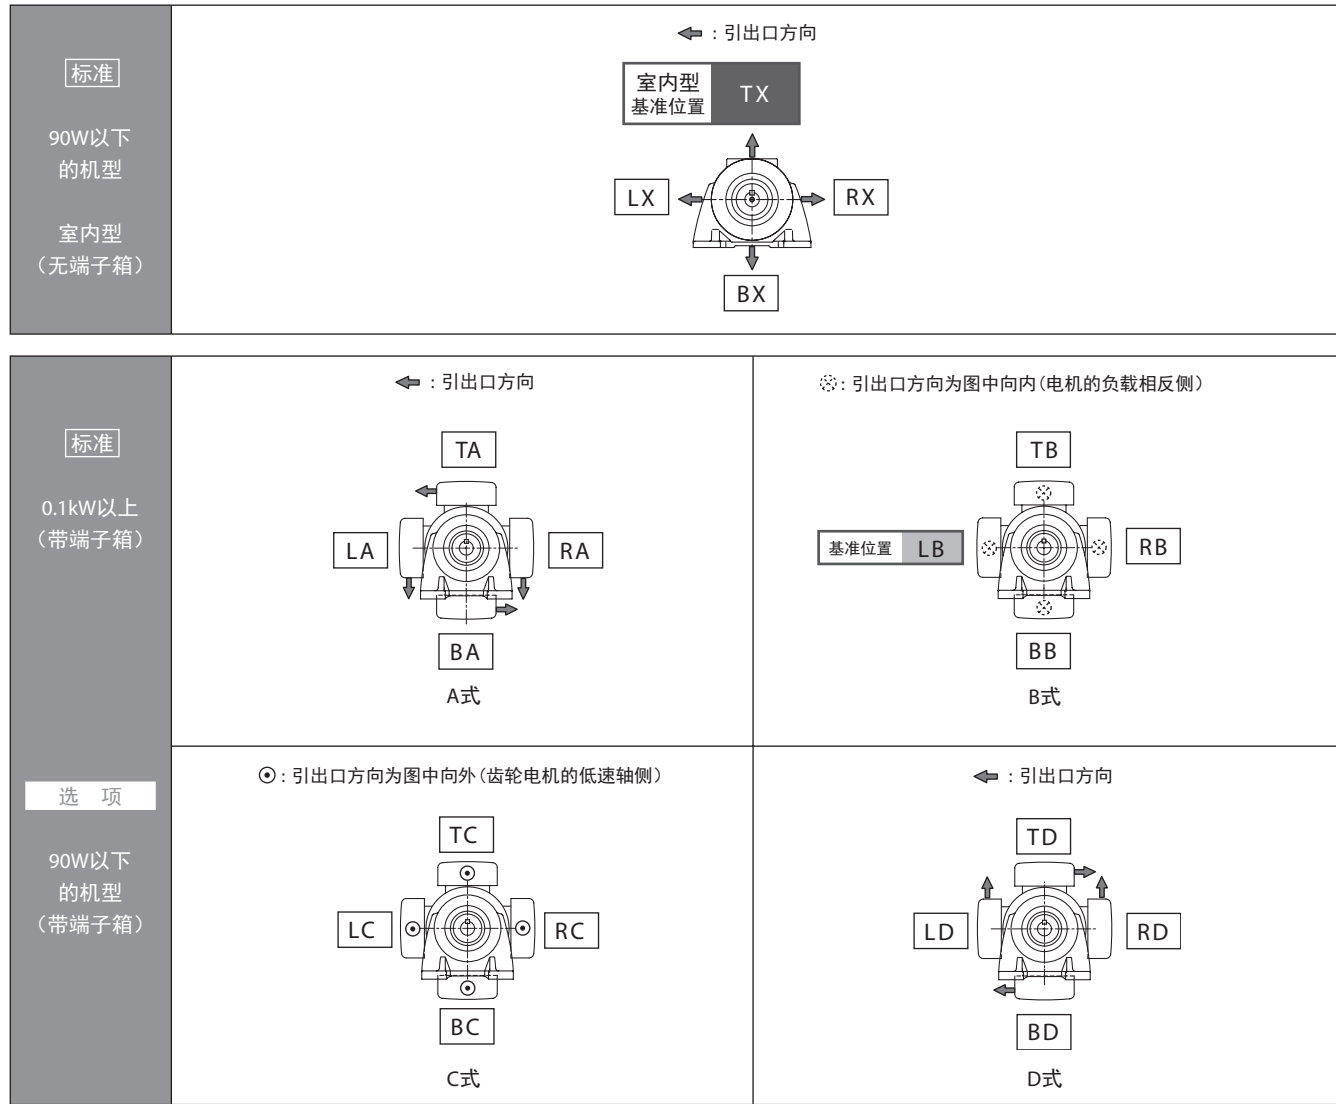 标准
90W以下
的机型
室内型
（无端子箱）
：引出口方向
室内型
基准位置
TX
LX
RX
BX
标准
0.1kW以上
（带端子箱）
选 项
90W以下
的机型
（带端子箱）
：引出口方向
TA
LA
RA
BA
A式
：引出口方向为图中向内（电机的负载相反侧）
TB
基准位置 LB
RB
BB
B式
：引出口方向为图中向外（齿轮电机的低速轴侧）
TC
LC
RC
BC
C式
：引出口方向
TD
LD
RD
BD
D式